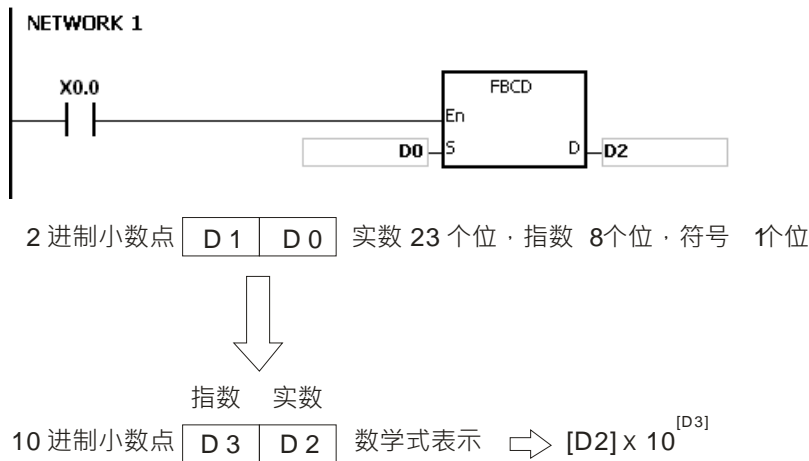 NETWORK 1
X0.0
FBCD
En
D0 S D D2
2 进制小数点 D 1 D 0 实数 23 个位，指数 8个位，符号 1个位
指数 实数
10 进制小数点 D 3 D 2 数学式表示 [D2] x 10 [D3]